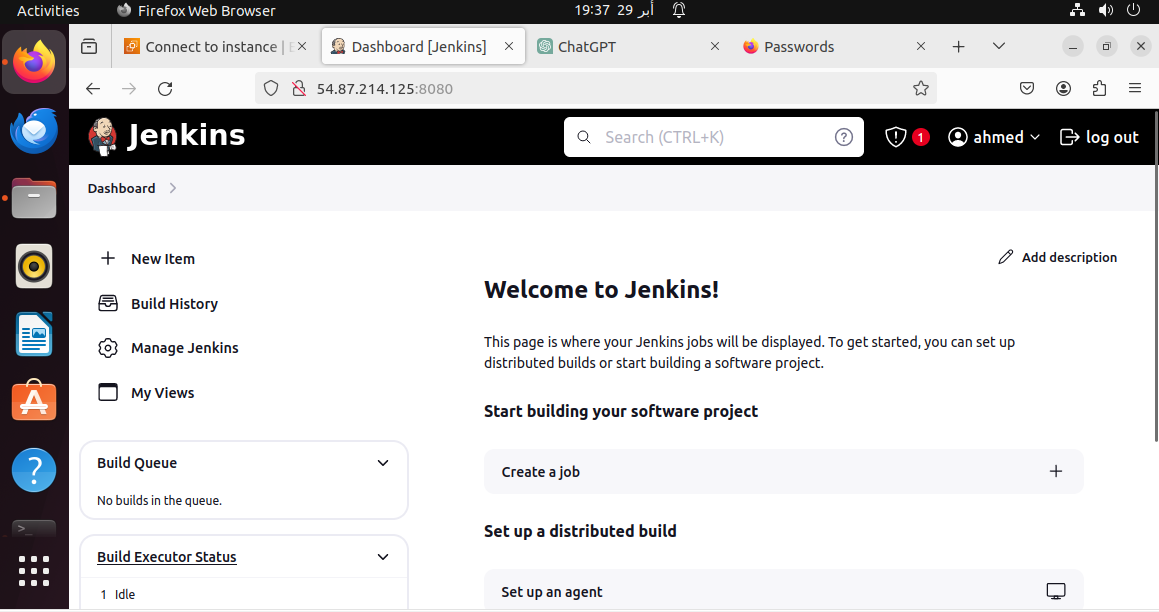 Activities
Firefox Web Browser
19:37 29 أبر
Connect to instance | E
Dashboard [Jenkins]
ChatGPT
Passwords
54.87.214.125:8080
Jenkins
Search (CTRL+K)
?
1
ahmed
log out
Dashboard
New Item
Build History
Manage Jenkins
My Views
Build Queue
No builds in the queue.
Build Executor Status
1 Idle
Add description
Welcome to Jenkins!
This page is where your Jenkins jobs will be displayed. To get started, you can set up
distributed builds or start building a software project.
Start building your software project
Create a job
Set up a distributed build
Set up an agent